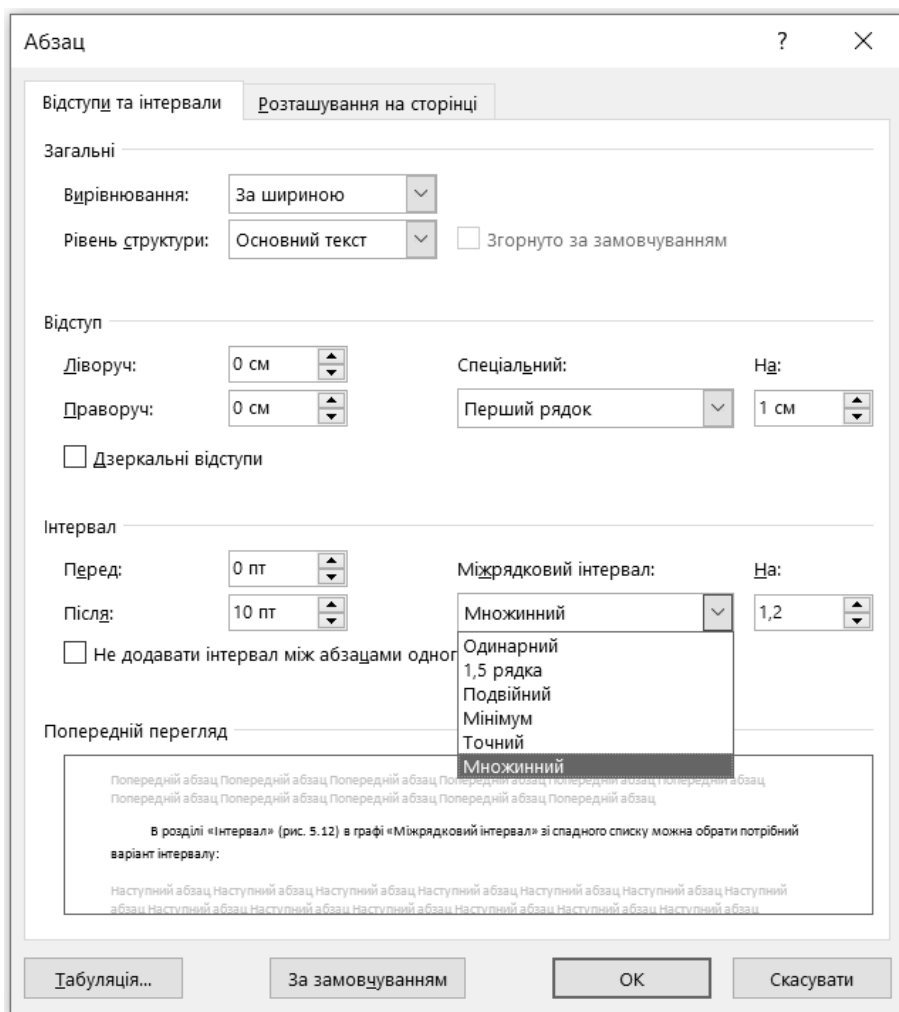 Абзац ?
Відступи та інтервали Розташування на сторінці
Загальні
Вирівнювання: За шириною
Рівень структури: Основний текст Згорнуто за замовчуванням
Відступ
Ліворуч: 0 см Спеціальний: На:
Праворуч: 0 см Перший рядок 1 см
Дзеркальні відступи
Інтервал
Перед: 0 пт Міжрядковий інтервал: На:
Після: 10 пт Множинний 1,2
Не додавати інтервал між абзацами одног
Одинарний
1,5 рядка
Подвійний
Мінімум
Точний
Множинний
Попередній перегляд
Попередній абзац Попередній абзац Попередній абзац Попередній абзац Попередній абзац Попередній абзац
Попередній абзац Попередній абзац Попередній абзац Попередній абзац Попередній абзац
В розділі «Інтервал» (рис. 5.12) в графі «Міжрядковий інтервал» зі спадного списку можна обрати потрібний
варіант інтервалу:
Наступний абзац Наступний абзац Наступний абзац Наступний абзац Наступний абзац Наступний абзац Наступний
абзац Наступний абзац Наступний абзац Наступний абзац Наступний абзац Наступний абзац Наступний абзац
Табуляція... За замовчуванням ОК Скасувати